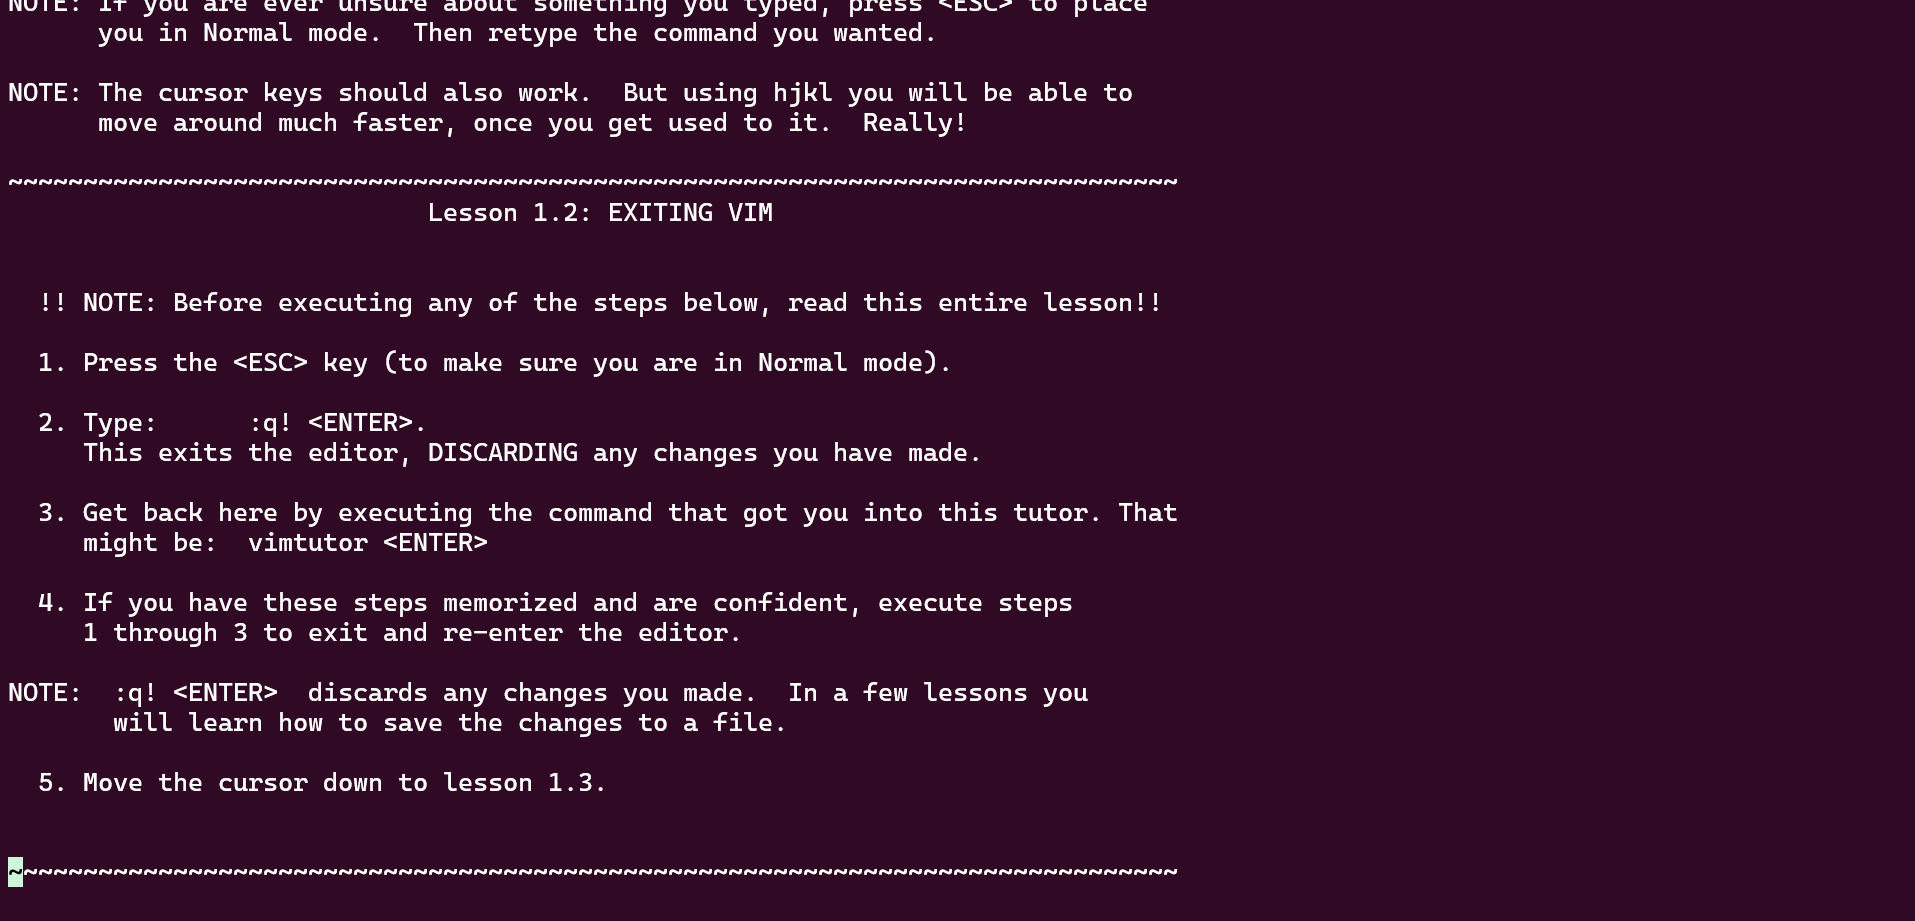 NOTE: If you are ever unsure about something you typed, press <ESC> to place
      you in Normal mode.  Then retype the command you wanted.

NOTE: The cursor keys should also work.  But using hjkl you will be able to
      move around much faster, once you get used to it.  Really!

~~~~~~~~~~~~~~~~~~~~~~~~~~~~~~~~~~~~~~~~~~~~~~~~~~~~~~~~~~~~~~~~~~~~~~~~~~~~~~
                            Lesson 1.2: EXITING VIM


  !! NOTE: Before executing any of the steps below, read this entire lesson!!

  1. Press the <ESC> key (to make sure you are in Normal mode).

  2. Type:      :q! <ENTER>.
     This exits the editor, DISCARDING any changes you have made.

  3. Get back here by executing the command that got you into this tutor. That
     might be:  vimtutor <ENTER>

  4. If you have these steps memorized and are confident, execute steps
     1 through 3 to exit and re-enter the editor.

NOTE:  :q! <ENTER>  discards any changes you made.  In a few lessons you
       will learn how to save the changes to a file.

  5. Move the cursor down to lesson 1.3.


~~~~~~~~~~~~~~~~~~~~~~~~~~~~~~~~~~~~~~~~~~~~~~~~~~~~~~~~~~~~~~~~~~~~~~~~~~~~~~